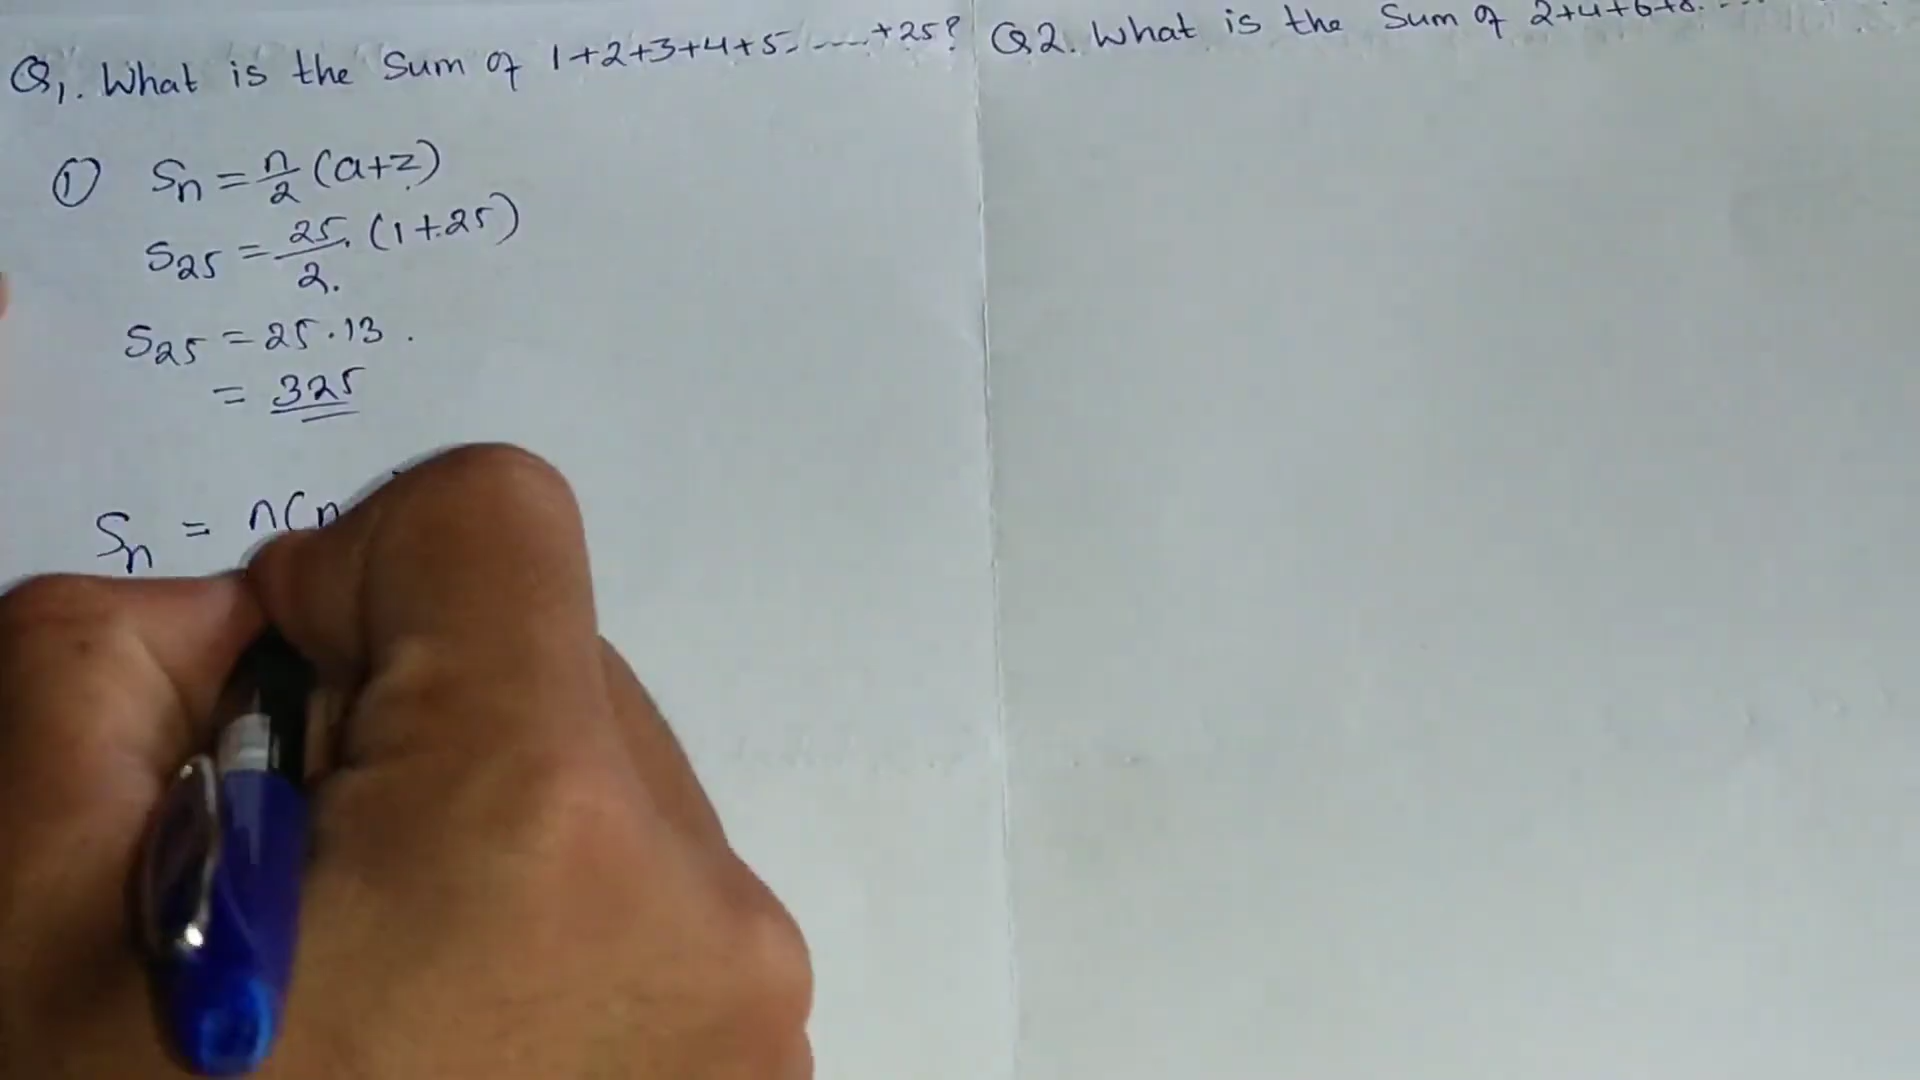 Q1. What is the Sum of 1+2+3+4+5-----+25?
Q2. What is the Sum of 2+4+6+8.---
① Sn = n/2 (a+z)
S25 = 25/2. (1+25)
S25 = 25.13.
= 325
Sn = n(n